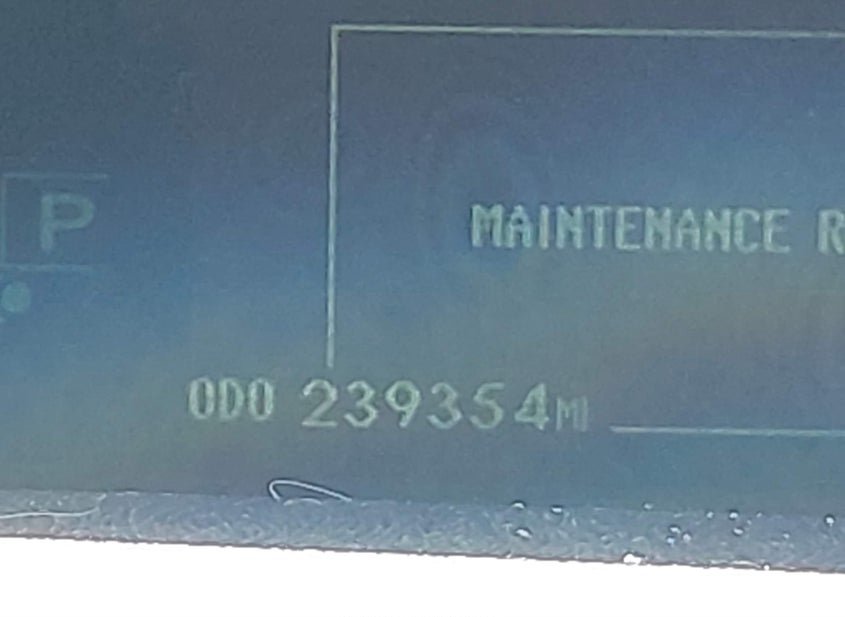 P
MAINTENANCE R
ODO 239354MI